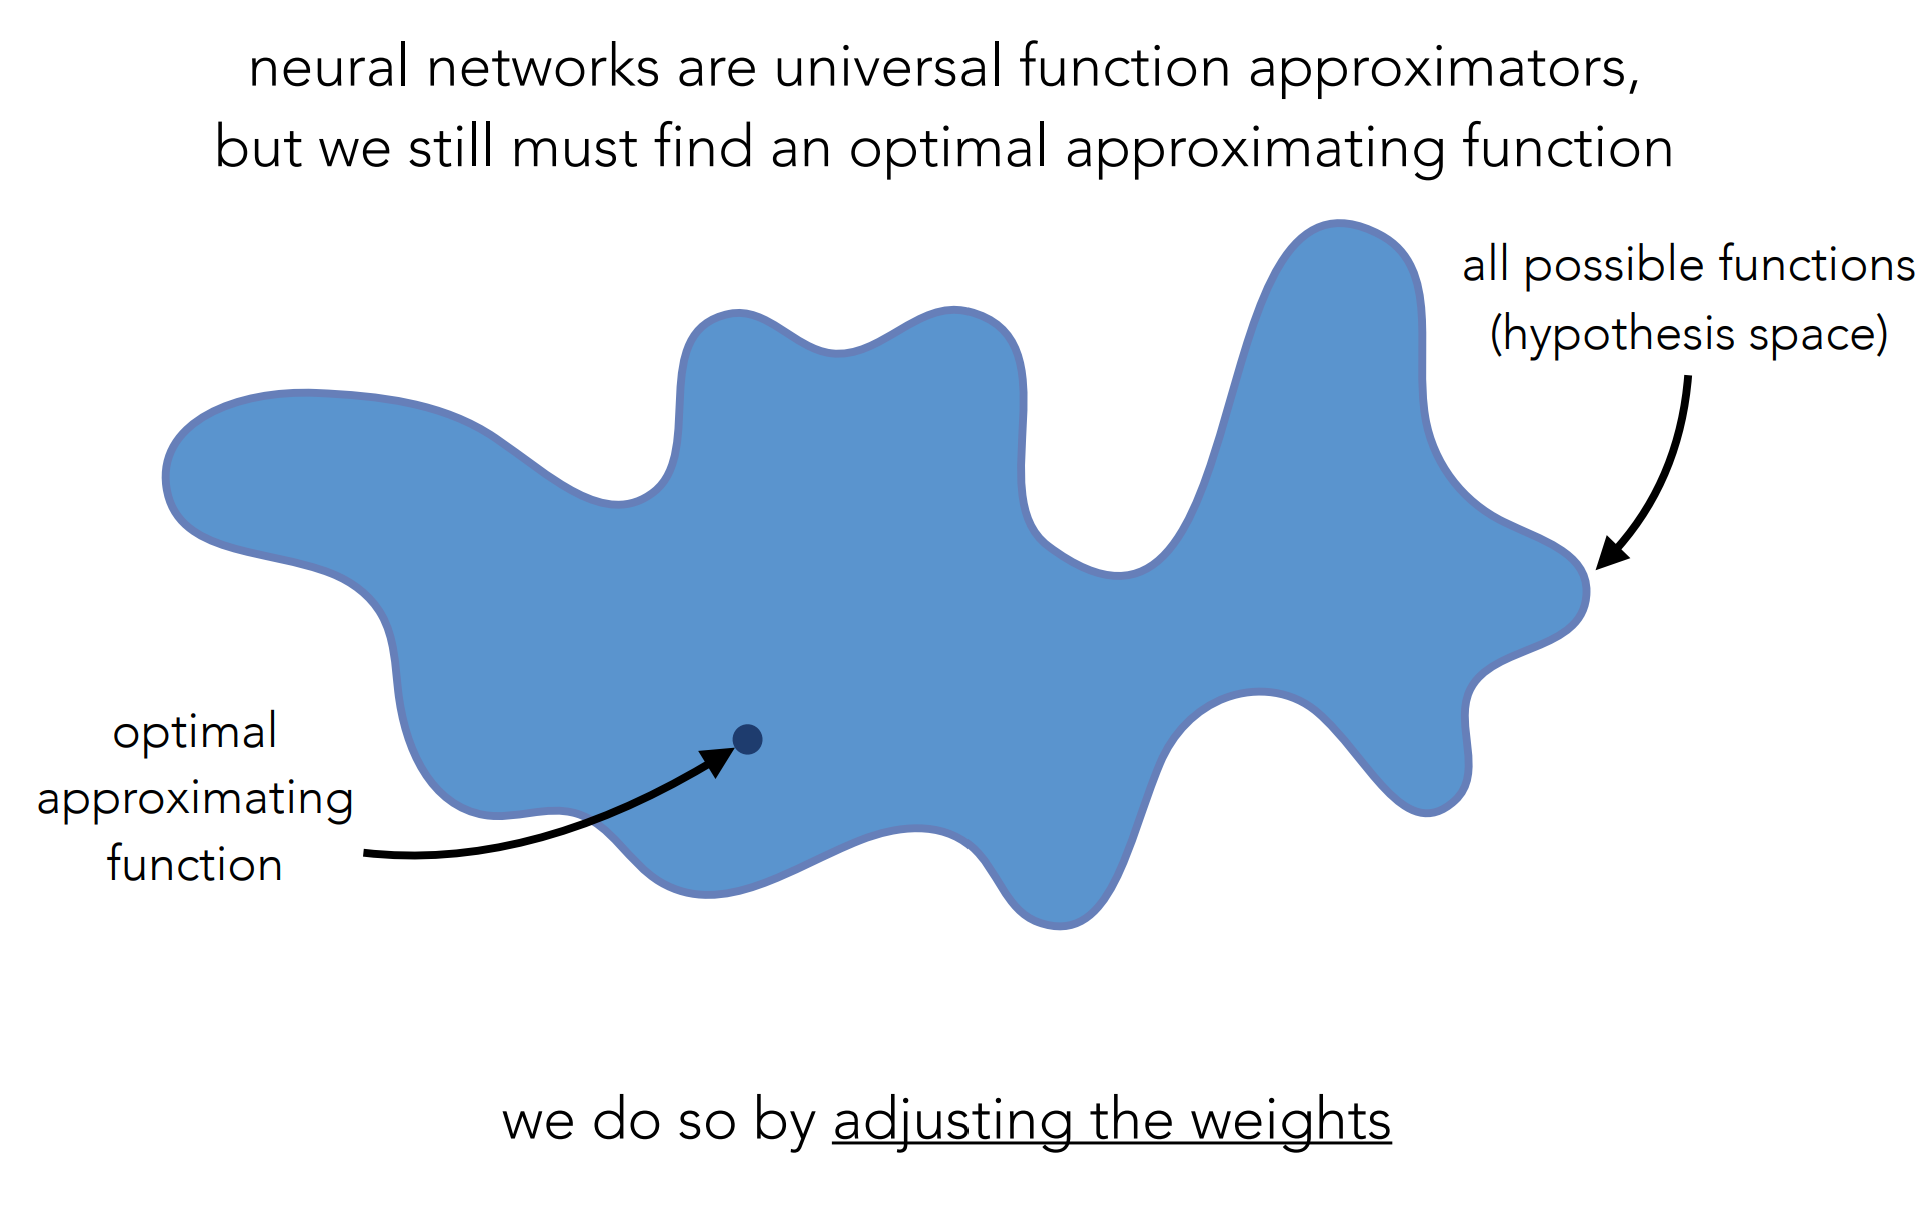 neural networks are universal function approximators,
but we still must find an optimal approximating function
all possible functions
(hypothesis space)
optimal
approximating
function
we do so by adjusting the weights